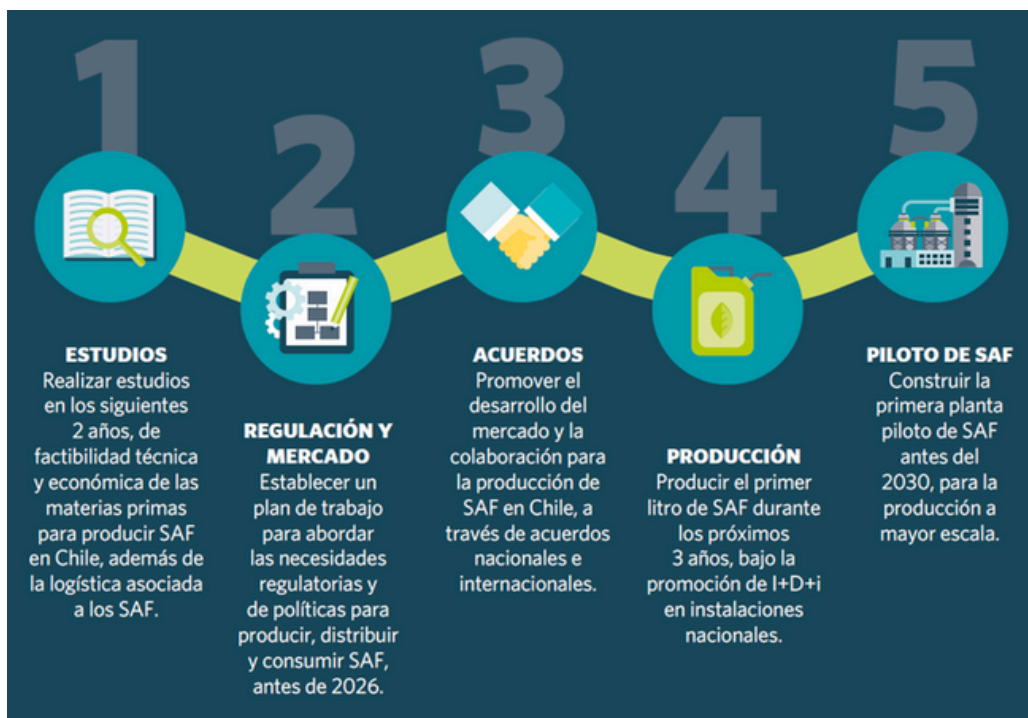 1
ESTUDIOS
Realizar estudios
en los siguientes
2 años, de
factibilidad técnica
y económica de las
materias primas
para producir SAF
en Chile, además de
la logística asociada
a los SAF.
2
REGULACIÓN Y
MERCADO
Establecer un
plan de trabajo
para abordar
las necesidades
regulatorias y
de políticas para
producir, distribuir
y consumir SAF,
antes de 2026.
3
ACUERDOS
Promover el
desarrollo del
mercado y la
colaboración para
la producción de
SAF en Chile, a
través de acuerdos
nacionales e
internacionales.
4
PRODUCCIÓN
Producir el primer
litro de SAF durante
los próximos
3 años, bajo la
promoción de I+D+i
en instalaciones
nacionales.
5
PILOTO DE SAF
Construir la
primera planta
piloto de SAF
antes del
2030, para la
producción a
mayor escala.